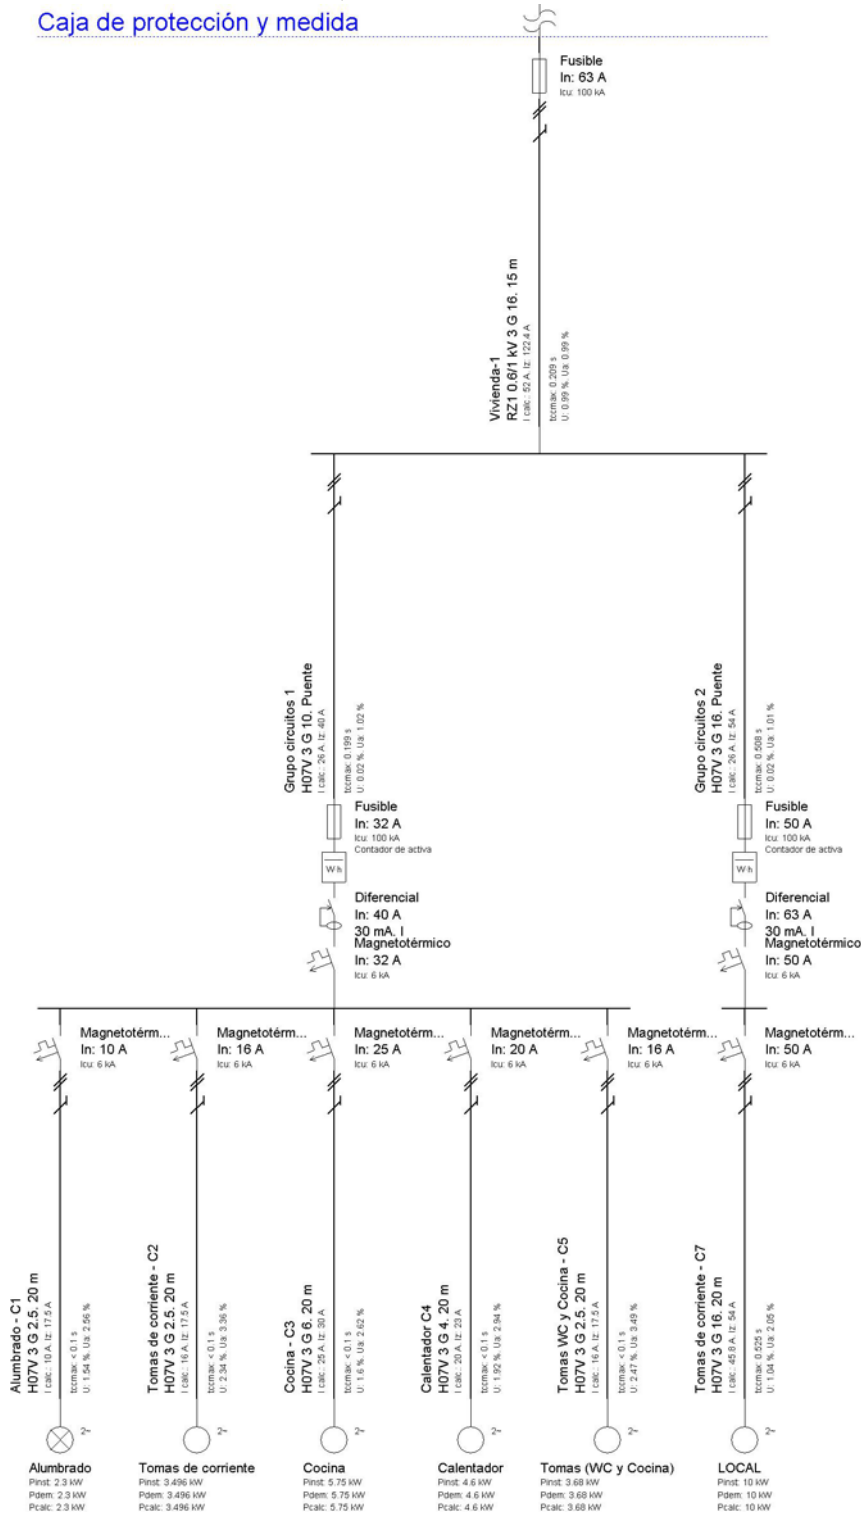 Caja de protección y medida
Fusible
In: 63 A
Icu: 100 kA
Vivienda-1
RZ1 0.6/1 kV 3 G 16. 15 m
I calc.: 52 A. Iz: 122.4 A
tccmax: 0.209 s
U: 0.99 %. Ua: 0.99 %
Grupo circuitos 1
H07V 3 G 10. Puente
I calc.: 26 A. Iz: 40 A
tccmax: 0.199 s
U: 0.02 %. Ua: 1.02 %
Fusible
In: 32 A
Icu: 100 kA
Contador de activa
W·h
Diferencial
In: 40 A
30 mA. I
Magnetotérmico
In: 32 A
Icu: 6 kA
Grupo circuitos 2
H07V 3 G 16. Puente
I calc.: 26 A. Iz: 54 A
tccmax: 0.508 s
U: 0.02 %. Ua: 1.01 %
Fusible
In: 50 A
Icu: 100 kA
Contador de activa
W·h
Diferencial
In: 63 A
30 mA. I
Magnetotérmico
In: 50 A
Icu: 6 kA
Magnetotérm...
In: 10 A
Icu: 6 kA
Alumbrado - C1
H07V 3 G 2.5. 20 m
I calc.: 10 A. Iz: 17.5 A
tccmax: < 0.1 s
U: 1.54 %. Ua: 2.56 %
2~
Alumbrado
Pinst: 2.3 kW
Pdem: 2.3 kW
Pcalc: 2.3 kW
Magnetotérm...
In: 16 A
Icu: 6 kA
Tomas de corriente - C2
H07V 3 G 2.5. 20 m
I calc.: 16 A. Iz: 17.5 A
tccmax: < 0.1 s
U: 2.34 %. Ua: 3.36 %
2~
Tomas de corriente
Pinst: 3.496 kW
Pdem: 3.496 kW
Pcalc: 3.496 kW
Magnetotérm...
In: 25 A
Icu: 6 kA
Cocina - C3
H07V 3 G 6. 20 m
I calc.: 25 A. Iz: 30 A
tccmax: < 0.1 s
U: 1.6 %. Ua: 2.62 %
2~
Cocina
Pinst: 5.75 kW
Pdem: 5.75 kW
Pcalc: 5.75 kW
Magnetotérm...
In: 20 A
Icu: 6 kA
Calentador C4
H07V 3 G 4. 20 m
I calc.: 20 A. Iz: 23 A
tccmax: < 0.1 s
U: 1.92 %. Ua: 2.94 %
2~
Calentador
Pinst: 4.6 kW
Pdem: 4.6 kW
Pcalc: 4.6 kW
Magnetotérm...
In: 16 A
Icu: 6 kA
Tomas WC y Cocina - C5
H07V 3 G 2.5. 20 m
I calc.: 16 A. Iz: 17.5 A
tccmax: < 0.1 s
U: 2.47 %. Ua: 3.49 %
2~
Tomas (WC y Cocina)
Pinst: 3.68 kW
Pdem: 3.68 kW
Pcalc: 3.68 kW
Magnetotérm...
In: 50 A
Icu: 6 kA
Tomas de corriente - C7
H07V 3 G 16. 20 m
I calc.: 45.8 A. Iz: 54 A
tccmax: 0.525 s
U: 1.04 %. Ua: 2.05 %
2~
LOCAL
Pinst: 10 kW
Pdem: 10 kW
Pcalc: 10 kW